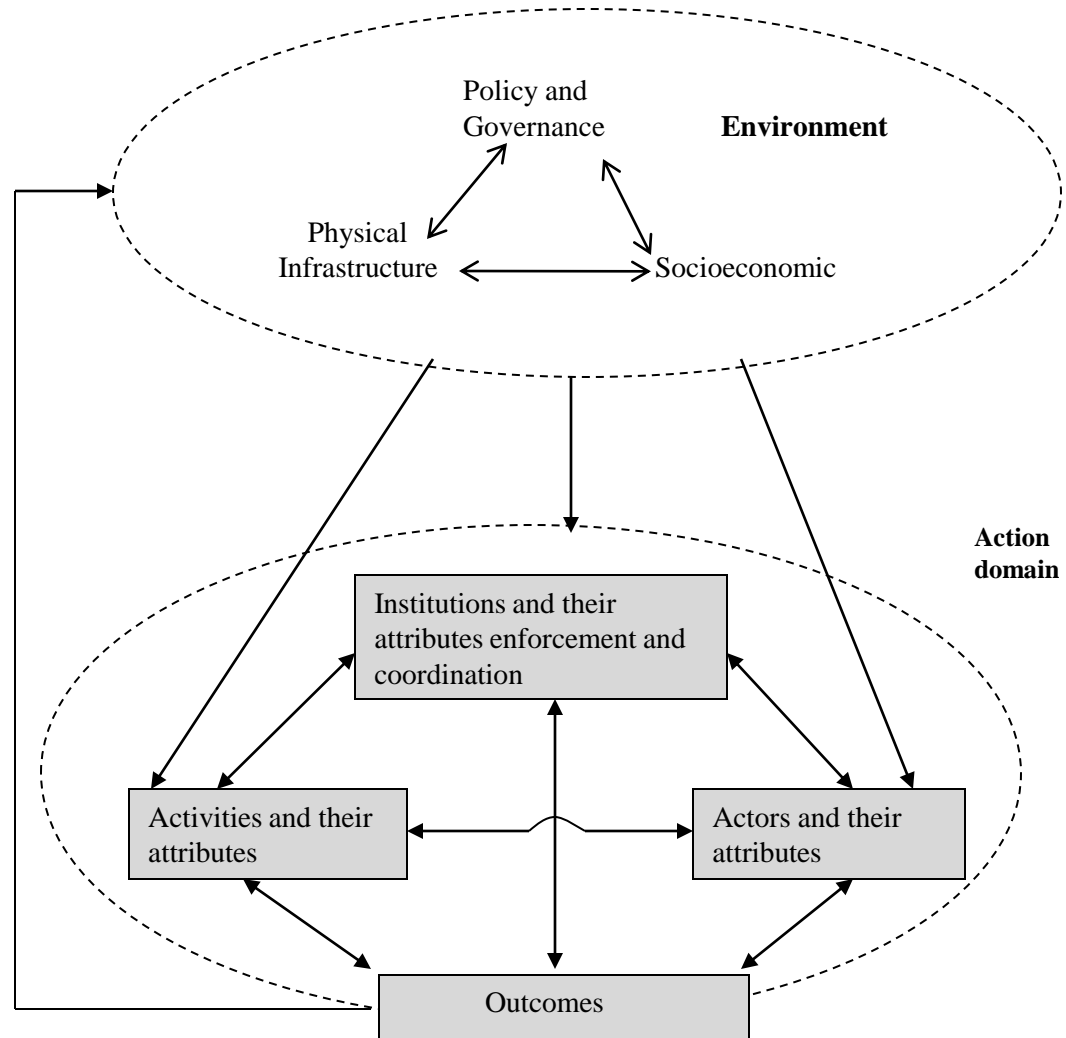 Policy and
Governance
Environment
Physical
Infrastructure
Socioeconomic
Action
domain
Institutions and their
attributes enforcement and
coordination
Activities and their
attributes
Actors and their
attributes
Outcomes